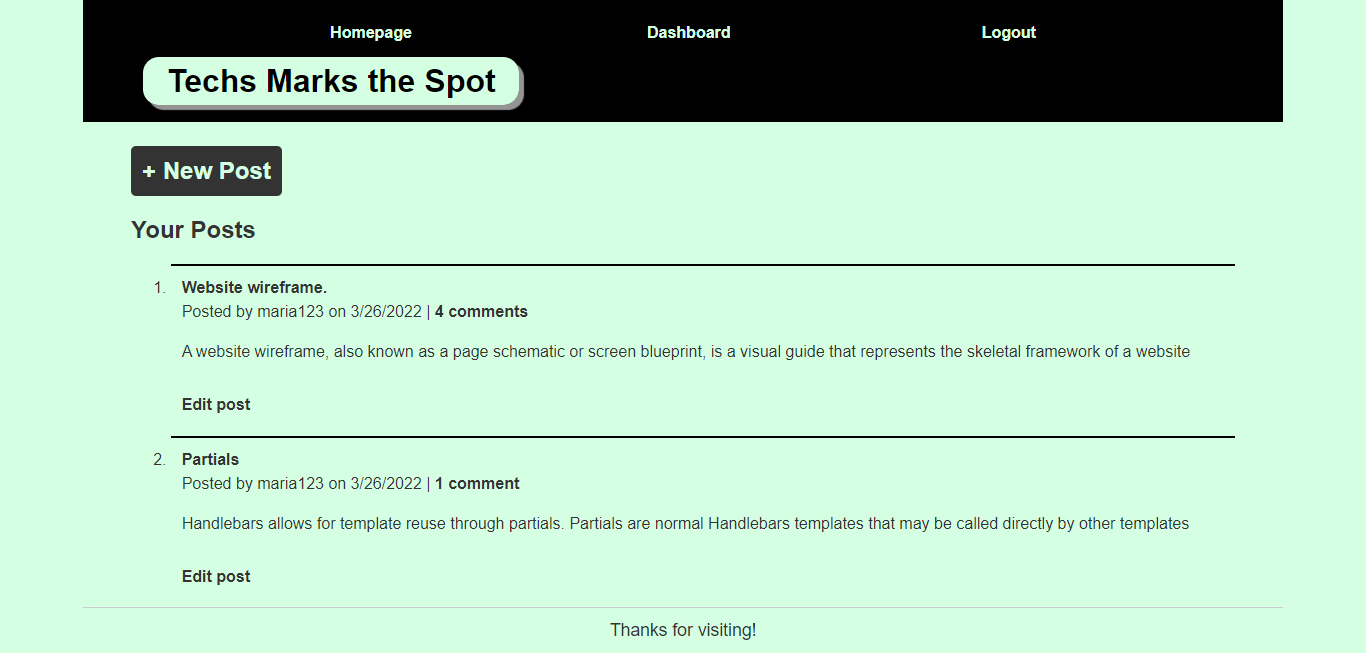 Homepage Dashboard Logout
Techs Marks the Spot
+ New Post
Your Posts
1. Website wireframe.
Posted by maria123 on 3/26/2022 | 4 comments
A website wireframe, also known as a page schematic or screen blueprint, is a visual guide that represents the skeletal framework of a website
Edit post
2. Partials
Posted by maria123 on 3/26/2022 | 1 comment
Handlebars allows for template reuse through partials. Partials are normal Handlebars templates that may be called directly by other templates
Edit post
Thanks for visiting!